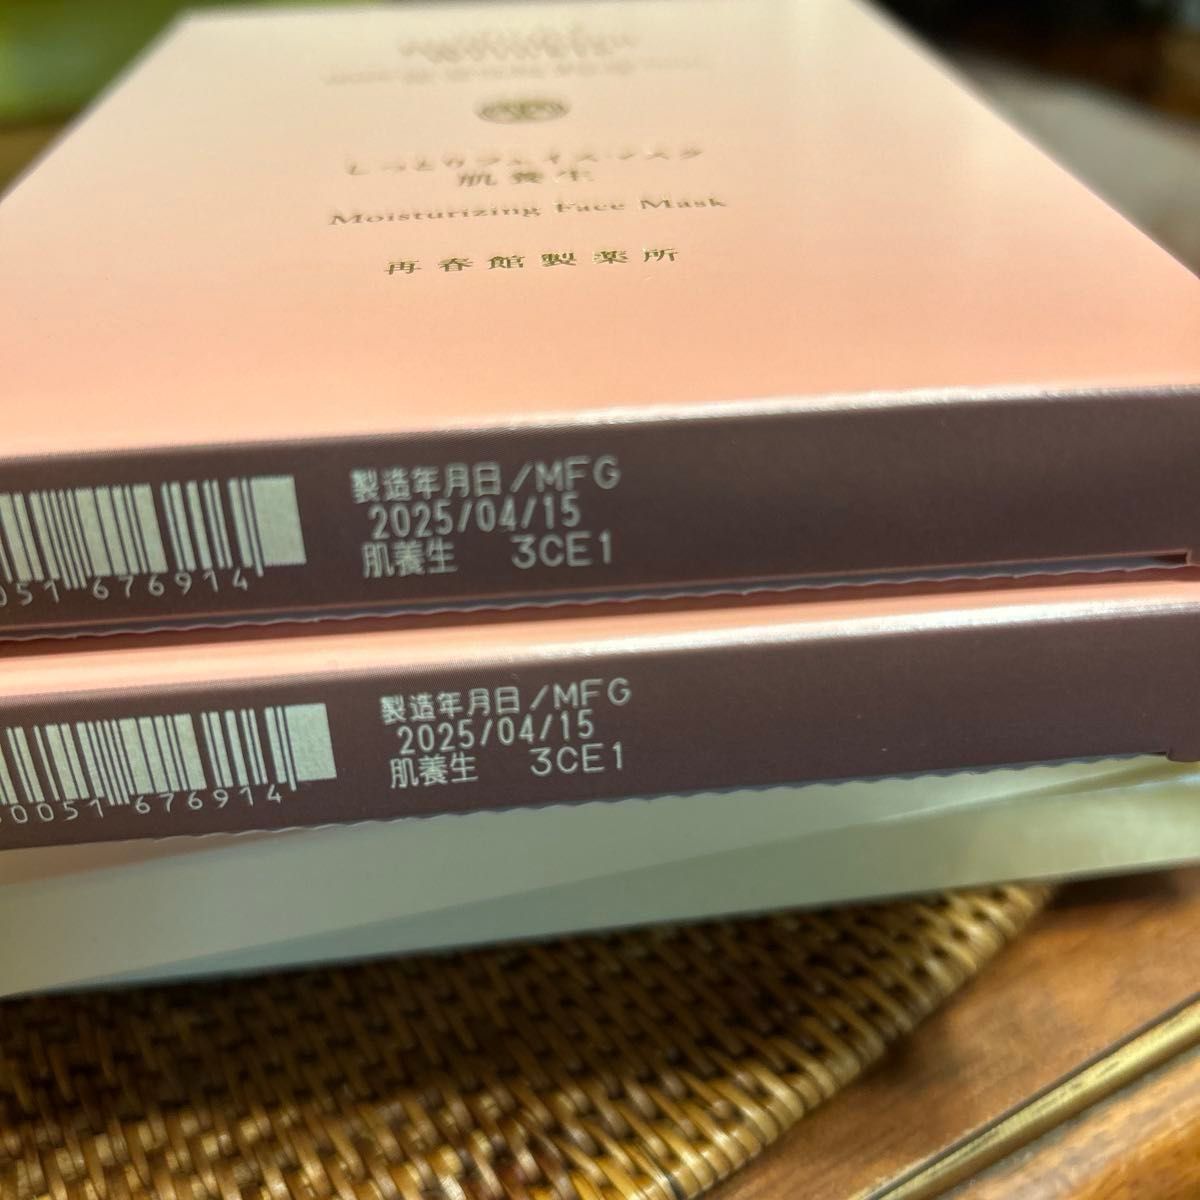 しっとりフェイスマスク
肌養生
Moisturizing Face Mask
再春館製薬所
製造年月日/MFG
2025/04/15
肌養生 3CE1
051 676914
製造年月日/MFG
2025/04/15
肌養生 3CE1
0051 676914